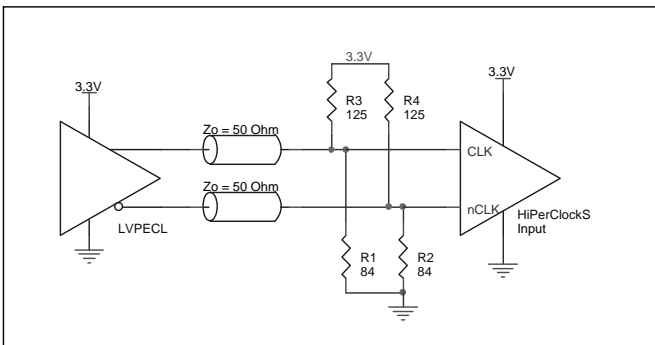 3.3V
3.3V
3.3V
R3
125
R4
125
Zo = 50 Ohm
CLK
Zo = 50 Ohm
nCLK
HiPerClockS
Input
LVPECL
R1
84
R2
84